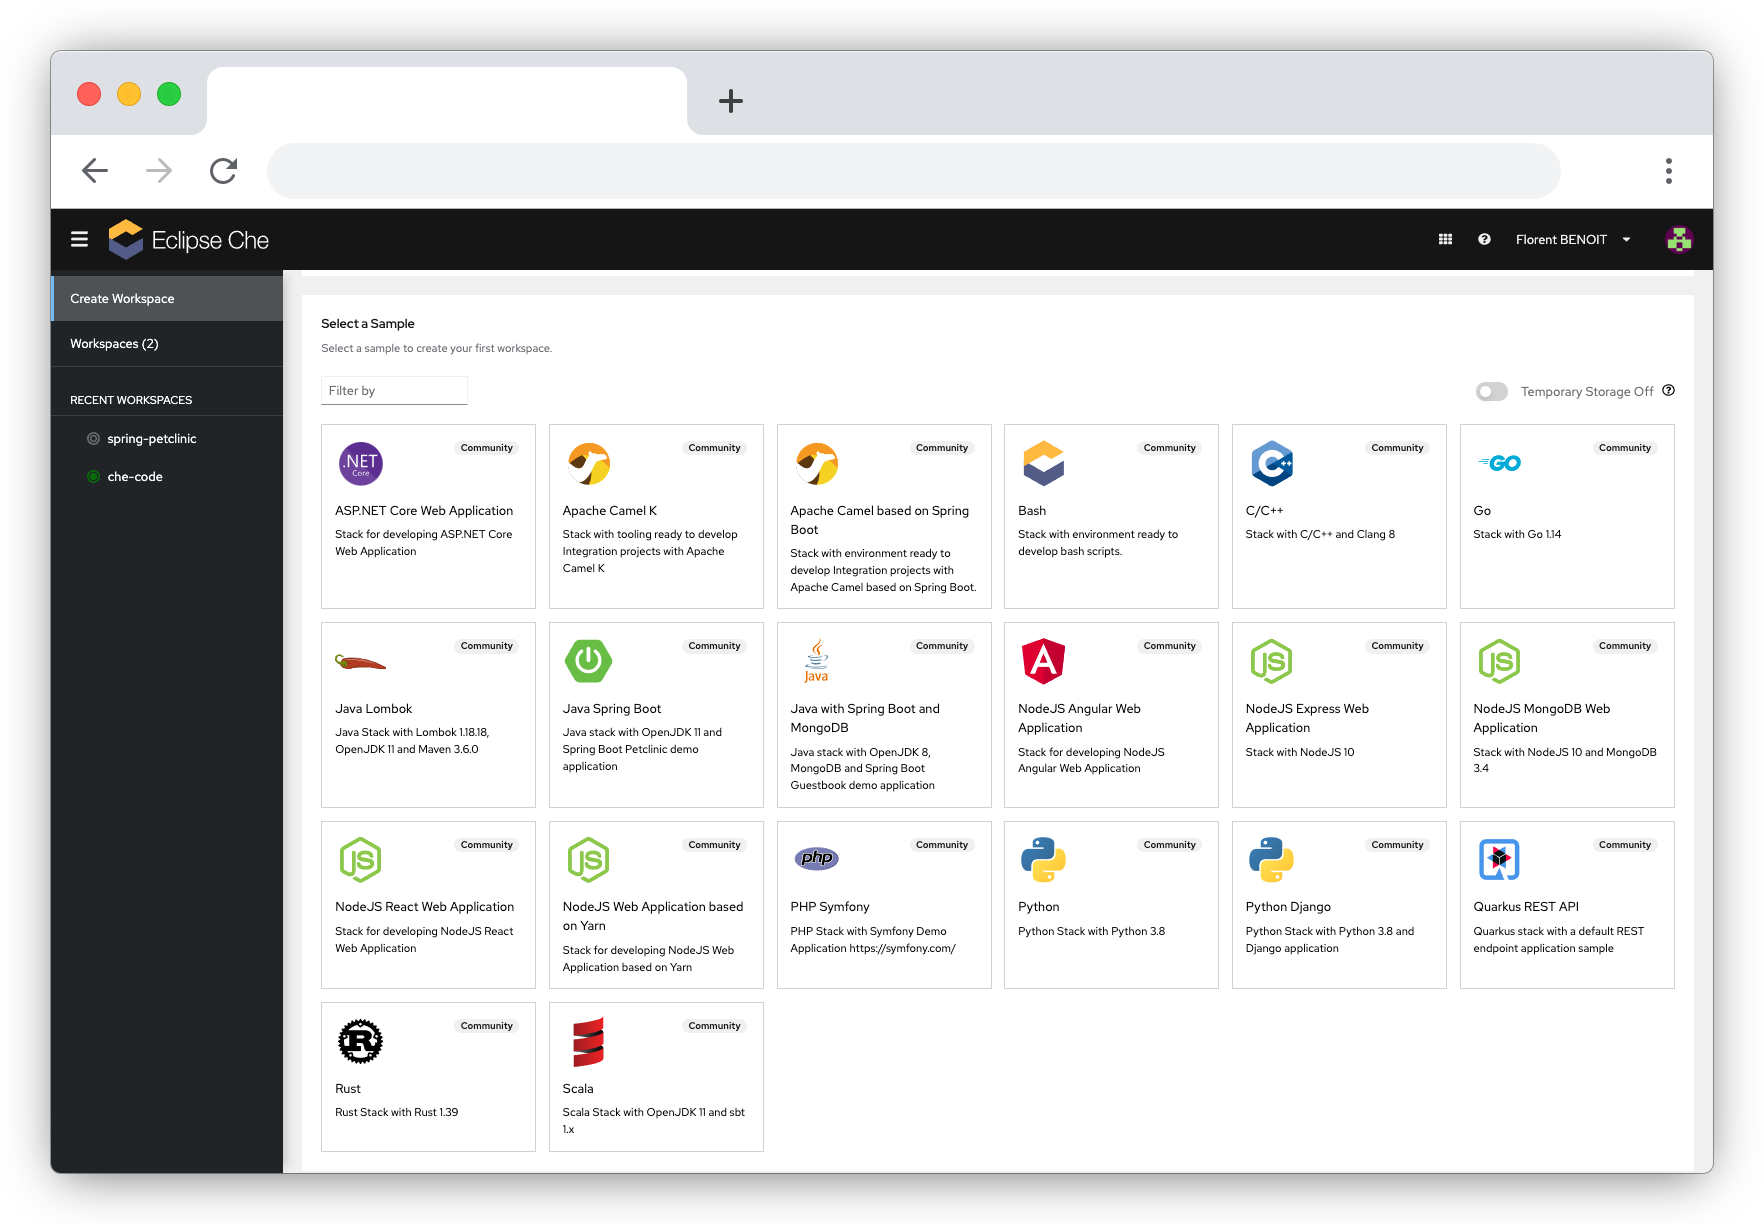 Eclipse Che
Florent BENOIT
Create Workspace
Workspaces (2)
RECENT WORKSPACES
spring-petclinic
che-code
Select a Sample
Select a sample to create your first workspace.
Filter by
Temporary Storage Off
.NET
Core
Community
ASP.NET Core Web Application
Stack for developing ASP.NET Core
Web Application
Community
Apache Camel K
Stack with tooling ready to develop
Integration projects with Apache
Camel K
Community
Apache Camel based on Spring
Boot
Stack with environment ready to
develop Integration projects with
Apache Camel based on Spring Boot.
Community
Bash
Stack with environment ready to
develop bash scripts.
C++
Community
C/C++
Stack with C/C++ and Clang 8
GO
Community
Go
Stack with Go 1.14
Community
Java Lombok
Java Stack with Lombok 1.18.18,
OpenJDK 11 and Maven 3.6.0
Community
Java Spring Boot
Java stack with OpenJDK 11 and
Spring Boot Petclinic demo
application
Java
Community
Java with Spring Boot and
MongoDB
Java stack with OpenJDK 8,
MongoDB and Spring Boot
Guestbook demo application
A
Community
NodeJS Angular Web
Application
Stack for developing NodeJS
Angular Web Application
JS
Community
NodeJS Express Web
Application
Stack with NodeJS 10
JS
Community
NodeJS MongoDB Web
Application
Stack with NodeJS 10 and MongoDB
3.4
JS
Community
NodeJS React Web Application
Stack for developing NodeJS React
Web Application
JS
Community
NodeJS Web Application based
on Yarn
Stack for developing NodeJS Web
Application based on Yarn
php
Community
PHP Symfony
PHP Stack with Symfony Demo
Application https://symfony.com/
Community
Python
Python Stack with Python 3.8
Community
Python Django
Python Stack with Python 3.8 and
Django application
Community
Quarkus REST API
Quarkus stack with a default REST
endpoint application sample
R
Community
Rust
Rust Stack with Rust 1.39
Community
Scala
Scala Stack with OpenJDK 11 and sbt
1.x